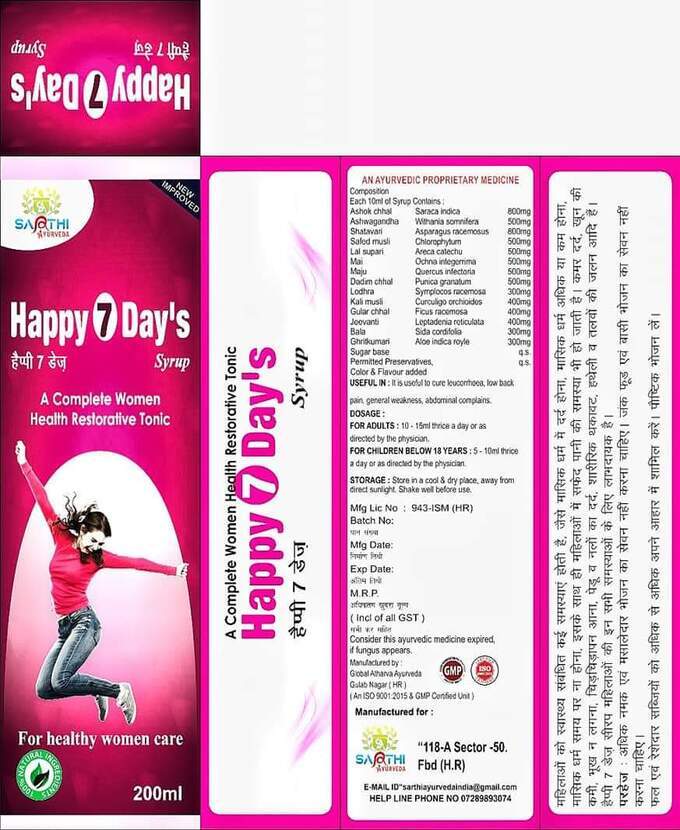 Happy 7 Day's
हैप्पी 7 डेज़
Syrup
NEW
IMPROVED
SARTHI
AYURVEDA
Happy 7 Day's
हैप्पी 7 डेज़
Syrup
A Complete Women
Health Restorative Tonic
For healthy women care
100% NATURAL INGREDIENTS
200ml
A Complete Women Health Restorative Tonic
Happy 7 Day's
हैप्पी 7 डेज़
Syrup
AN AYURVEDIC PROPRIETARY MEDICINE
Composition
Each 10ml of Syrup Contains :
Ashok chhal Saraca indica 800mg
Ashwagandha Withania somnifera 500mg
Shatavari Asparagus racemosus 800mg
Safed musli Chlorophytum 500mg
Lal supari Areca catechu 500mg
Mai Ochna integerrima 500mg
Maju Quercus infectoria 500mg
Dadim chhal Punica granatum 500mg
Lodhra Symplocos racemosa 300mg
Kali musli Curculigo orchioides 400mg
Gular chhal Ficus racemosa 400mg
Jeevanti Leptadenia reticulata 400mg
Bala Sida cordifolia 300mg
Ghritkumari Aloe indica royle 300mg
Sugar base q.s.
Permitted Preservatives, q.s.
Color & Flavour added
USEFUL IN : It is useful to cure leucorrhoea, low back
pain, general weakness, abdominal complains.
DOSAGE :
FOR ADULTS : 10 - 15ml thrice a day or as
directed by the physician.
FOR CHILDREN BELOW 18 YEARS : 5 - 10ml thrice
a day or as directed by the physician.
STORAGE : Store in a cool & dry place, away from
direct sunlight. Shake well before use.
Mfg Lic No : 943-ISM (HR)
Batch No:
घान संख्या
Mfg Date:
निर्माण तिथी
Exp Date:
अंतिम तिथी
M.R.P.
अधिकतम खुदरा मूल्य
( Incl of all GST )
सभी कर सहित
Consider this ayurvedic medicine expired,
if fungus appears.
Manufactured by :
Global Atharva Ayurveda
Gulab Nagar ( HR )
( An ISO 9001:2015 & GMP Certified Unit )
GMP
ISO
Manufactured for :
SARTHI
AYURVEDA
"118-A Sector -50.
Fbd (H.R)
E-MAIL ID"sarthiayurvedaindia@gmail.com
HELP LINE PHONE NO 07289893074
महिलाओं को स्वास्थ्य संबंधित कई समस्याएं होती है, जैसे मासिक धर्म में दर्द होना, मासिक धर्म अधिक या कम होना,
मासिक धर्म समय पर ना होना, इसके साथ ही महिलाओं में सफेद पानी की समस्या भी हो जाती है। कमर दर्द, खून की
कमी, भूख न लगना, चिड़चिड़ापन आना, पेडू व नलों का दर्द, शारीरिक थकावट, हथेली व तलवों की जलन आदि है।
हैप्पी 7 डेज़ सीरप महिलाओं की इन सभी समस्याओं के लिए लाभदायक है।
परहेज : अधिक नमक एवं मसालेदार भोजन का सेवन नहीं करना चाहिए। जंक फूड एवं बासी भोजन का सेवन नहीं
करना चाहिए।
फल एवं रेशेदार सब्जियों को अधिक से अधिक अपने आहार में शामिल करें। पौष्टिक भोजन लें।